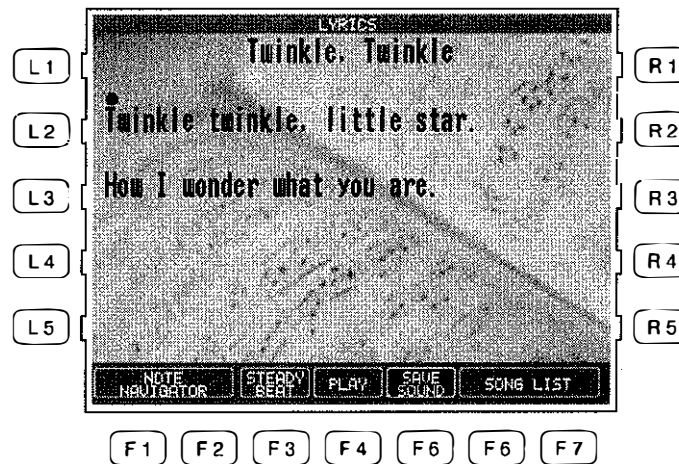 LYRICS
Twinkle, Twinkle
L1 R1
Twinkle twinkle, little star.
L2 R2
How I wonder what you are.
L3 R3
L4 R4
L5 R5
NOTE NAVIGATOR STEADY BEAT PLAY SAVE SOUND SONG LIST
F1 F2 F3 F4 F6 F6 F7